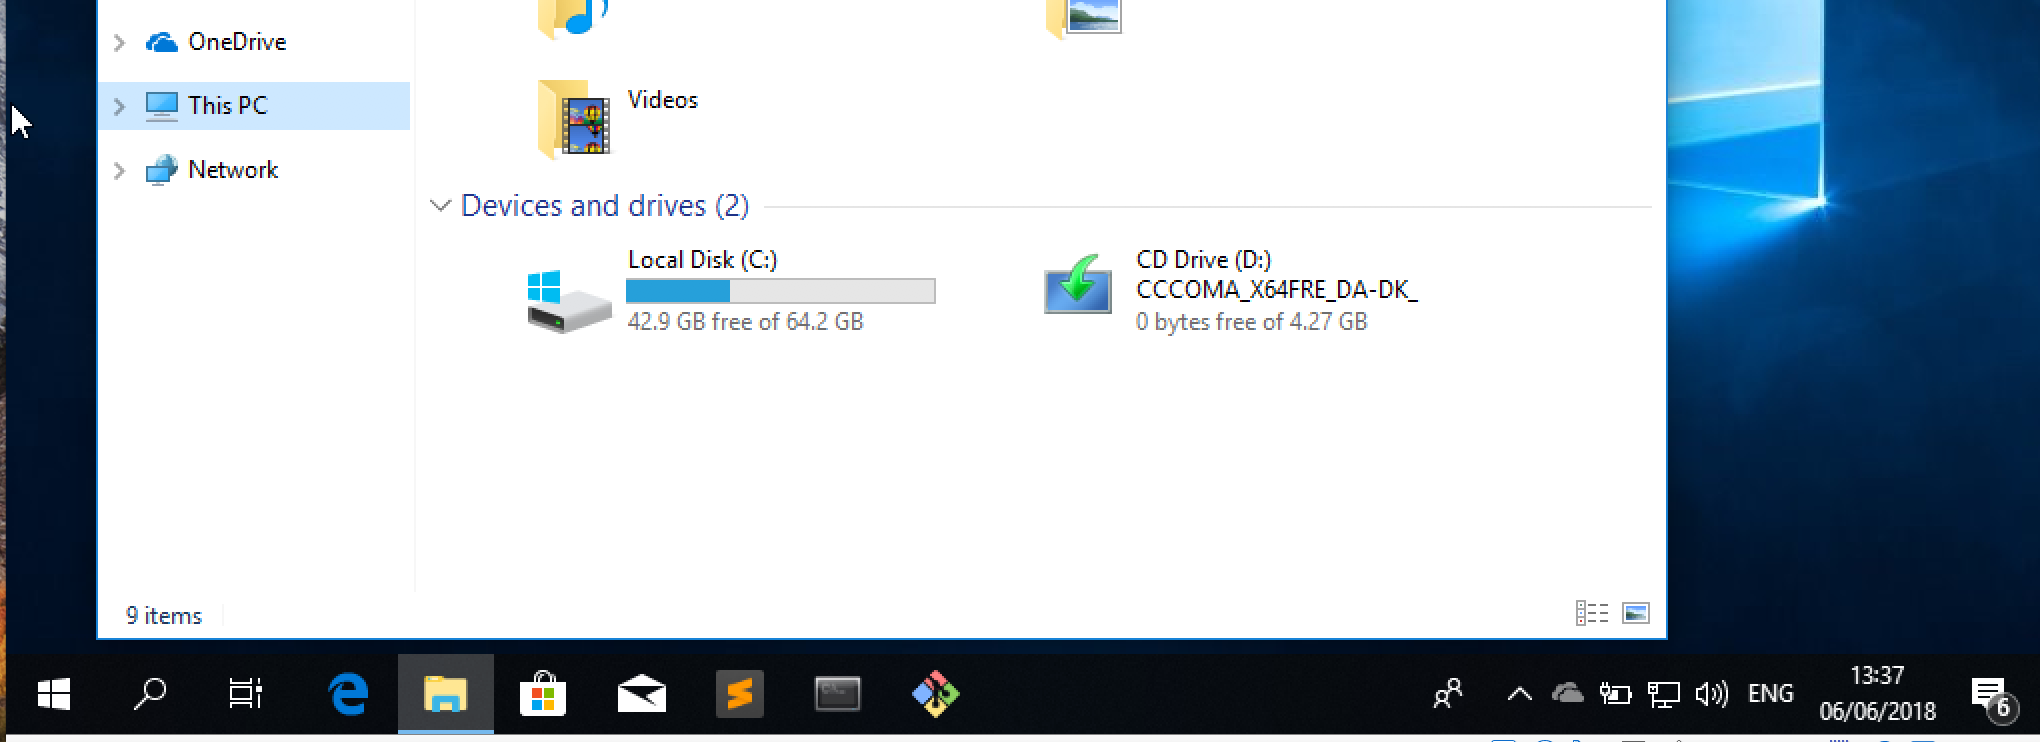 OneDrive
This PC
Network
Videos
Devices and drives (2)
Local Disk (C:)
42.9 GB free of 64.2 GB
CD Drive (D:)
CCCOMA_X64FRE_DA-DK_
0 bytes free of 4.27 GB
9 items
ENG
13:37
06/06/2018
6